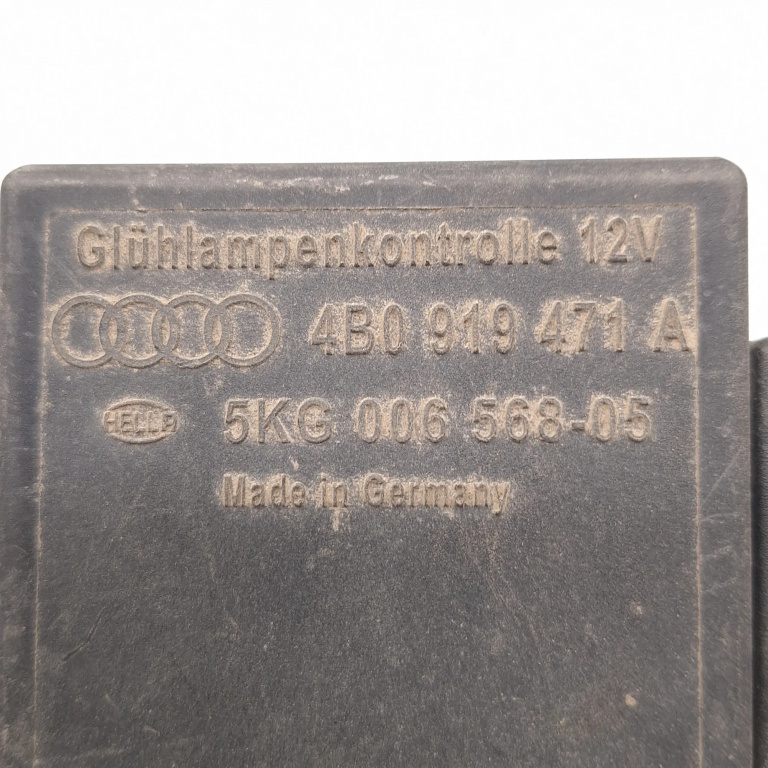 Glühlampenkontrolle 12V
4B0 919 471 A
HELLA 5KG 006 568-05
Made in Germany